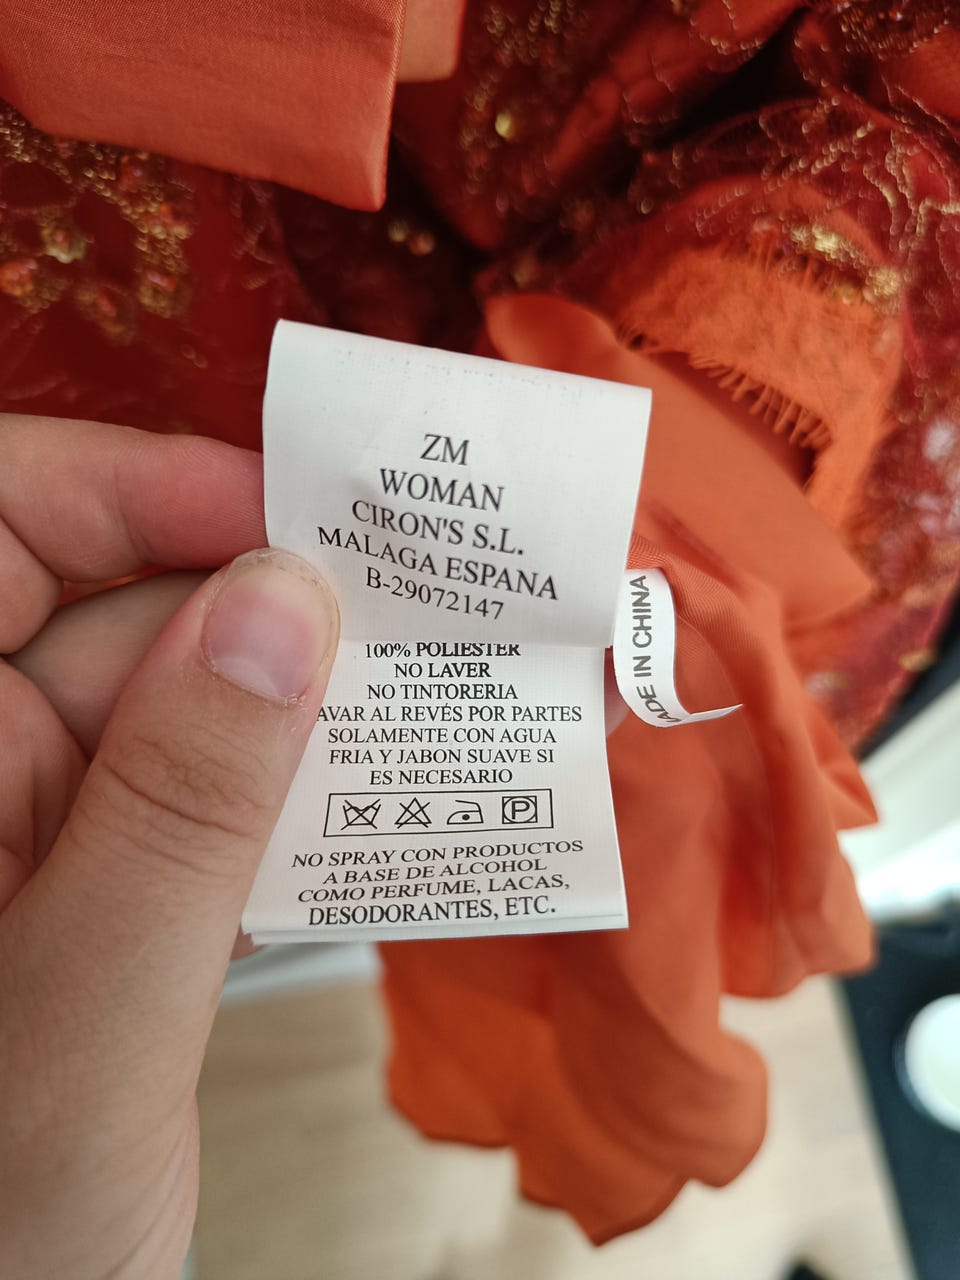 ZM
WOMAN
CIRON'S S.L.
MALAGA ESPANA
B-29072147
100% POLIESTER
NO LAVER
NO TINTORERIA
AVAR AL REVÉS POR PARTES
SOLAMENTE CON AGUA
FRIA Y JABON SUAVE SI
ES NECESARIO
P
NO SPRAY CON PRODUCTOS
A BASE DE ALCOHOL
COMO PERFUME, LACAS,
DESODORANTES, ETC.
ADE IN CHINA